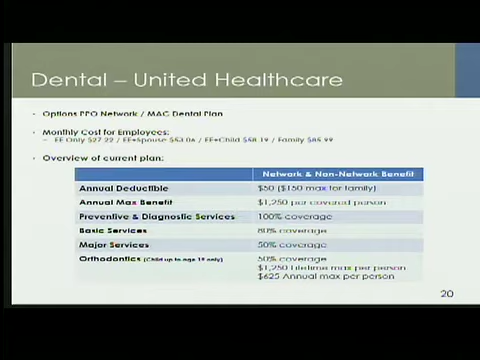 Dental – United Healthcare
Options PPO Network / MAC Dental Plan
Monthly Cost for Employees:
EE Only $27.22 / EE+Spouse $53.06 / EE+Child $58.19 / Family $85.99
Overview of current plan:
Network & Non-Network Benefit
Annual Deductible $50 ($150 max for family)
Annual Max Benefit $1,250 per covered person
Preventive & Diagnostic Services 100% coverage
Basic Services 80% coverage
Major Services 50% coverage
Orthodontics (Child up to age 19 only) 50% coverage
$1,250 Lifetime max per person
$625 Annual max per person
20